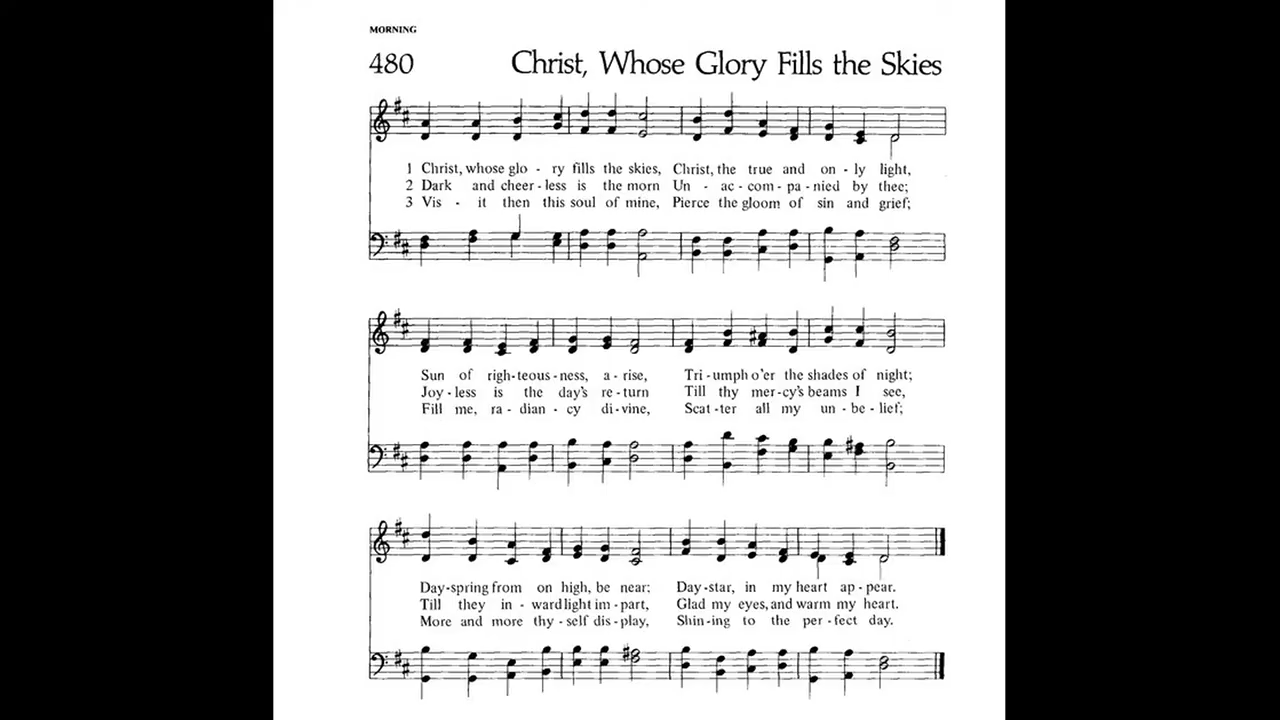 MORNING
480 Christ, Whose Glory Fills the Skies
1 Christ, whose glo - ry fills the skies, Christ, the true and on - ly light,
2 Dark and cheer - less is the morn Un - ac - com - pa - nied by thee;
3 Vis - it then this soul of mine, Pierce the gloom of sin and grief;
Sun of righ - teous - ness, a - rise, Tri - umph o'er the shades of night;
Joy - less is the day's re - turn Till thy mer - cy's beams I see,
Fill me, ra - dian - cy di - vine, Scat - ter all my un - be - lief;
Day - spring from on high, be near; Day - star, in my heart ap - pear.
Till they in - ward light im - part, Glad my eyes, and warm my heart.
More and more thy - self dis - play, Shin - ing to the per - fect day.